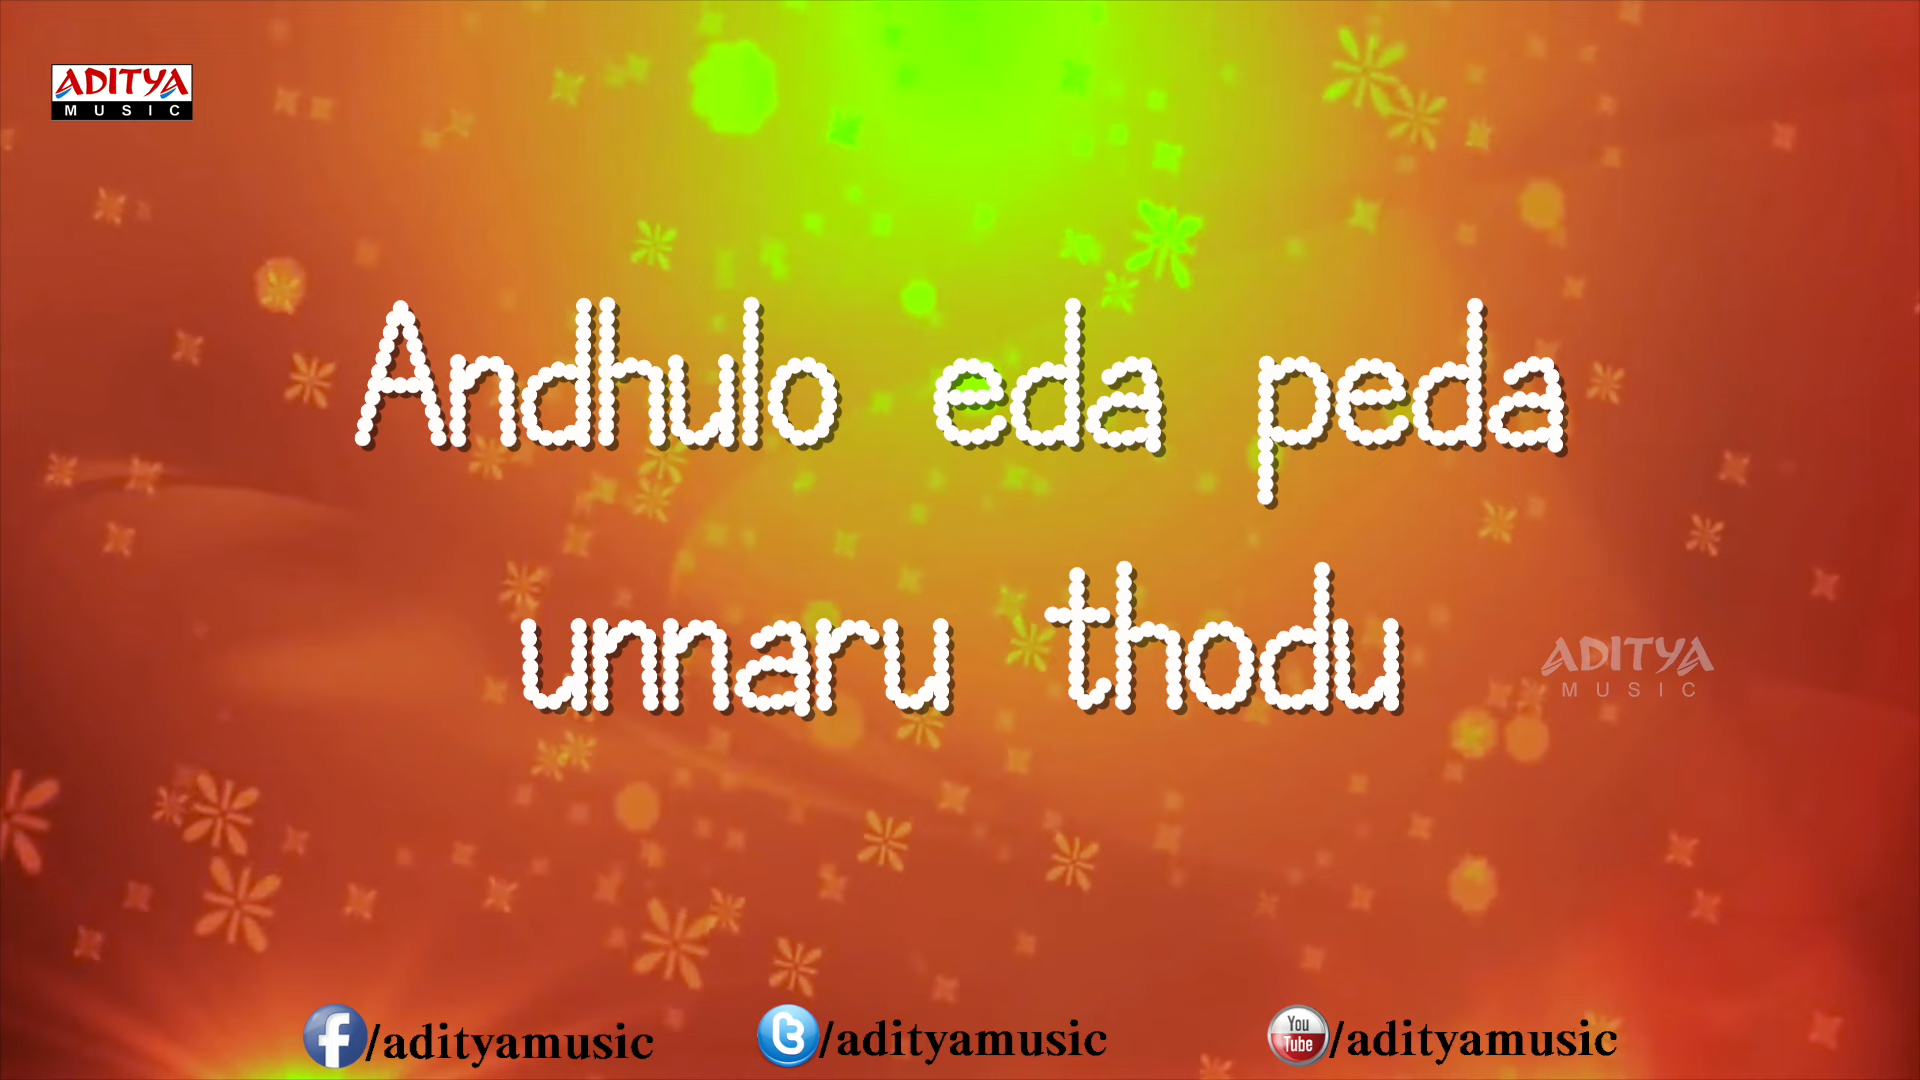 ADITYA
MUSIC
Andhulo eda peda
unnaru thodu
ADITYA
MUSIC
f/adityamusic
t/adityamusic
You Tube/adityamusic